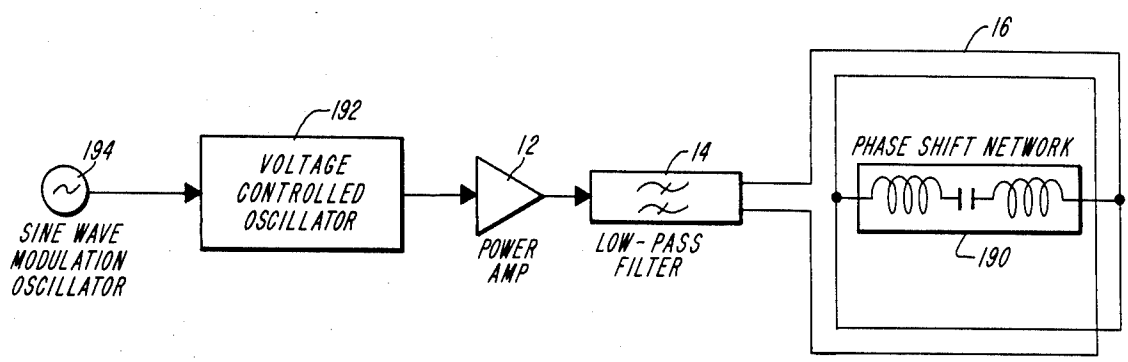 16
192
194
VOLTAGE
CONTROLLED
OSCILLATOR
12
14
PHASE SHIFT NETWORK
SINE WAVE
MODULATION
OSCILLATOR
POWER
AMP
LOW-PASS
FILTER
190